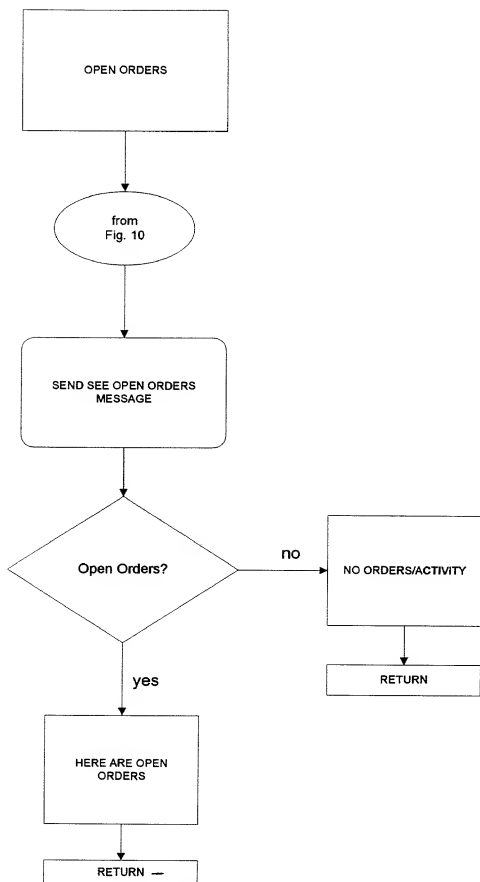 OPEN ORDERS
from
Fig. 10
SEND SEE OPEN ORDERS
MESSAGE
Open Orders?
no
NO ORDERS/ACTIVITY
RETURN
yes
HERE ARE OPEN
ORDERS
RETURN